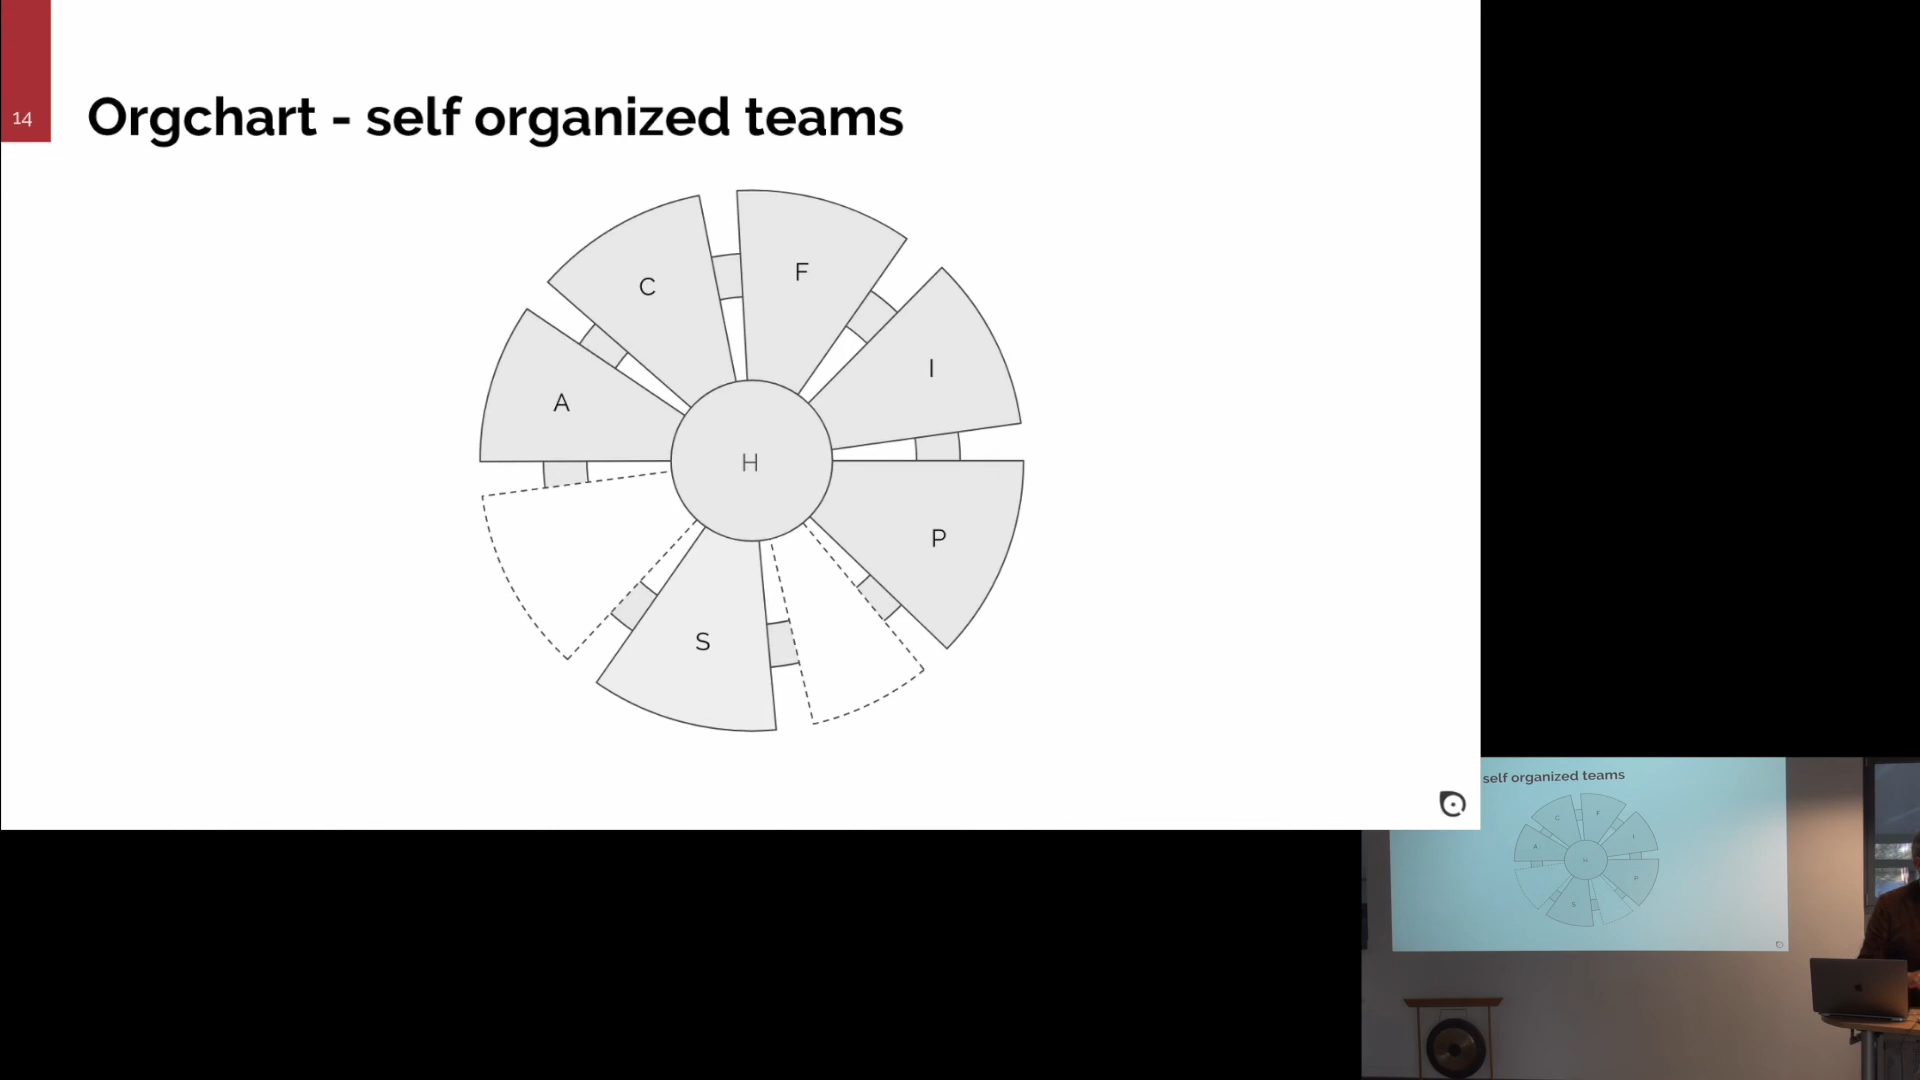 14
Orgchart - self organized teams
C
F
I
A
H
P
S
self organized teams
C
F
I
A
H
P
S